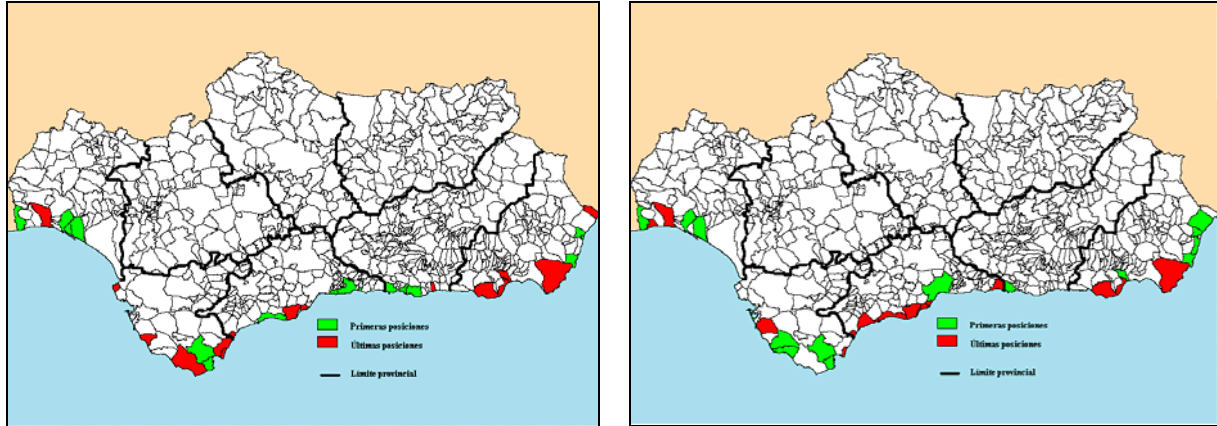 Primeras posiciones
Últimas posiciones
Límite provincial
Primeras posiciones
Últimas posiciones
Límite provincial